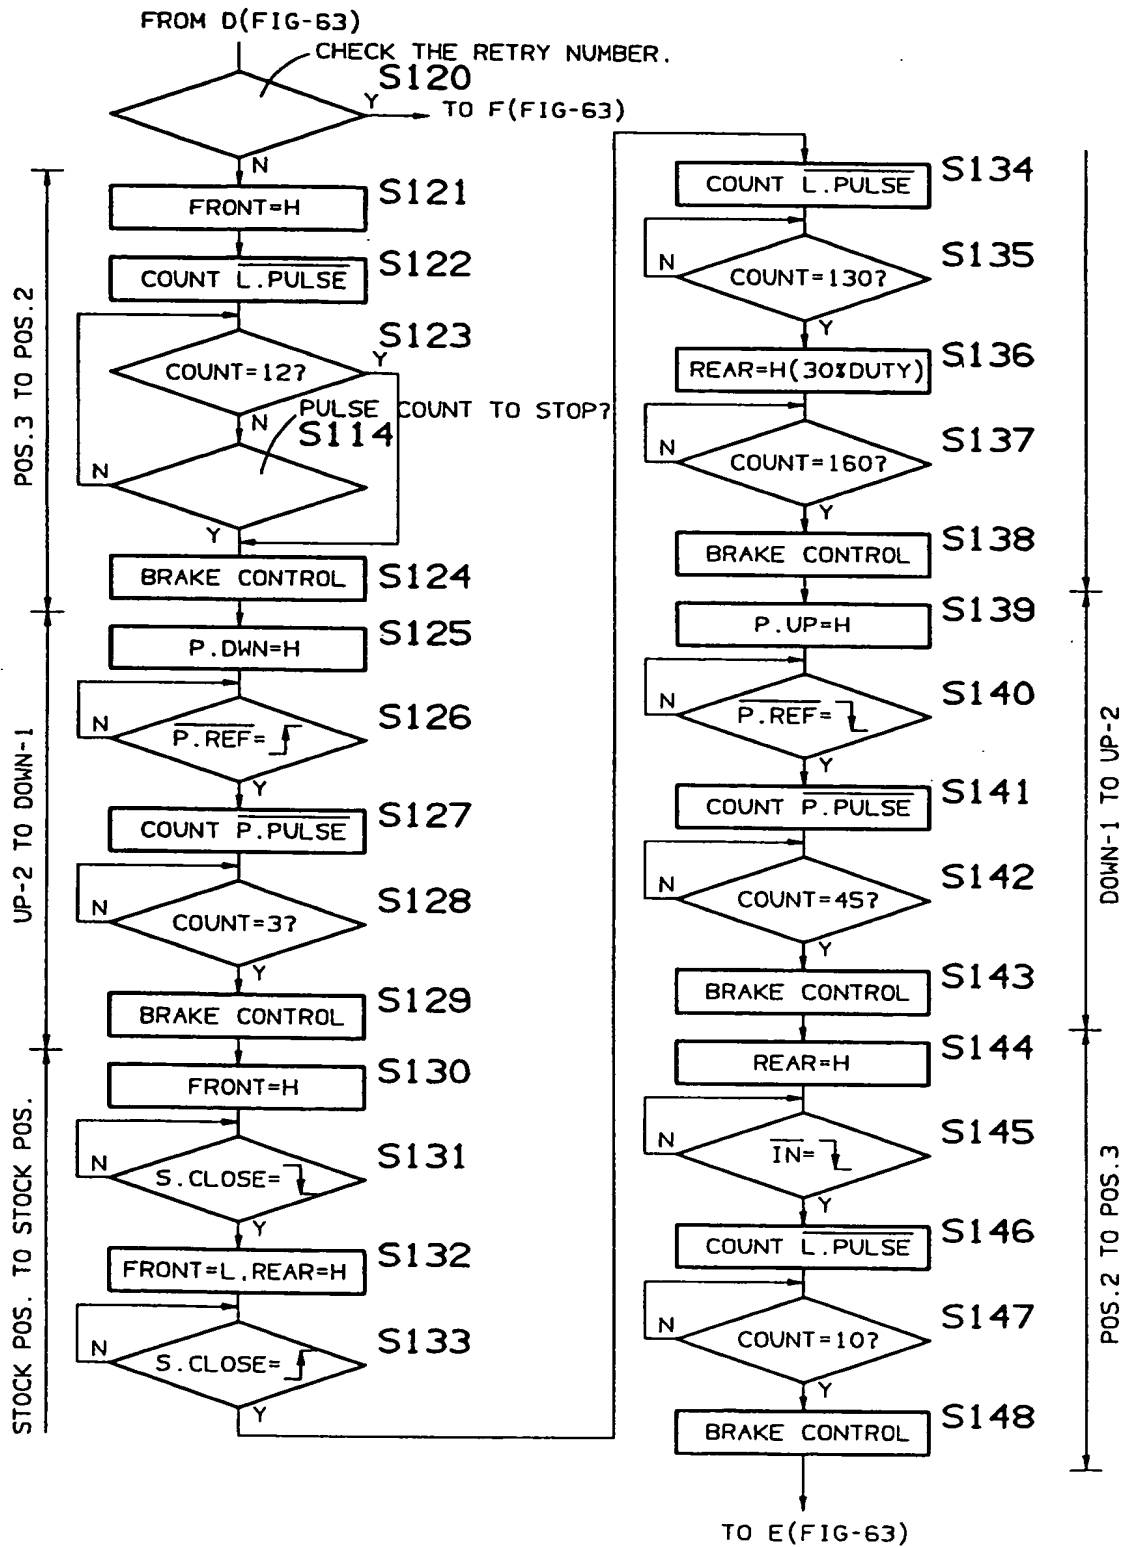 FROM D(FIG-63)
CHECK THE RETRY NUMBER.
S120
Y
TO F(FIG-63)
N
FRONT=H
S121
COUNT L.PULSE
S122
S123
COUNT=12?
Y
N
PULSE COUNT TO STOP?
S114
N
Y
BRAKE CONTROL
S124
POS.3 TO POS.2
P.DWN=H
S125
P.REF=
S126
N
Y
COUNT P.PULSE
S127
COUNT=3?
S128
N
Y
BRAKE CONTROL
S129
UP-2 TO DOWN-1
FRONT=H
S130
S.CLOSE=
S131
N
Y
FRONT=L.REAR=H
S132
S.CLOSE=
S133
N
Y
STOCK POS. TO STOCK POS.
COUNT L.PULSE
S134
COUNT=130?
S135
N
Y
REAR=H(30%DUTY)
S136
COUNT=160?
S137
N
Y
BRAKE CONTROL
S138
P.UP=H
S139
P.REF=
S140
N
Y
COUNT P.PULSE
S141
COUNT=45?
S142
N
Y
BRAKE CONTROL
S143
DOWN-1 TO UP-2
REAR=H
S144
IN=
S145
N
Y
COUNT L.PULSE
S146
COUNT=10?
S147
N
Y
BRAKE CONTROL
S148
POS.2 TO POS.3
TO E(FIG-63)